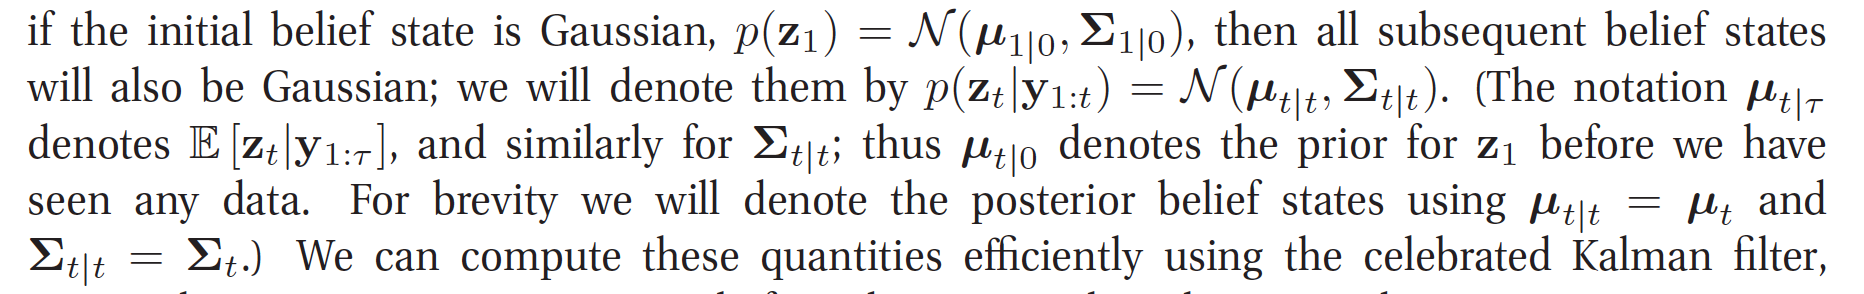 if the initial belief state is Gaussian, p(z₁) = 𝒩(μ₁|₀, Σ₁|₀), then all subsequent belief states
will also be Gaussian; we will denote them by p(zₜ|y₁:ₜ) = 𝒩(μₜ|ₜ, Σₜ|ₜ). (The notation μₜ|τ
denotes 𝔼 [zₜ|y₁:τ], and similarly for Σₜ|ₜ; thus μₜ|₀ denotes the prior for z₁ before we have
seen any data. For brevity we will denote the posterior belief states using μₜ|ₜ = μₜ and
Σₜ|ₜ = Σₜ.) We can compute these quantities efficiently using the celebrated Kalman filter,